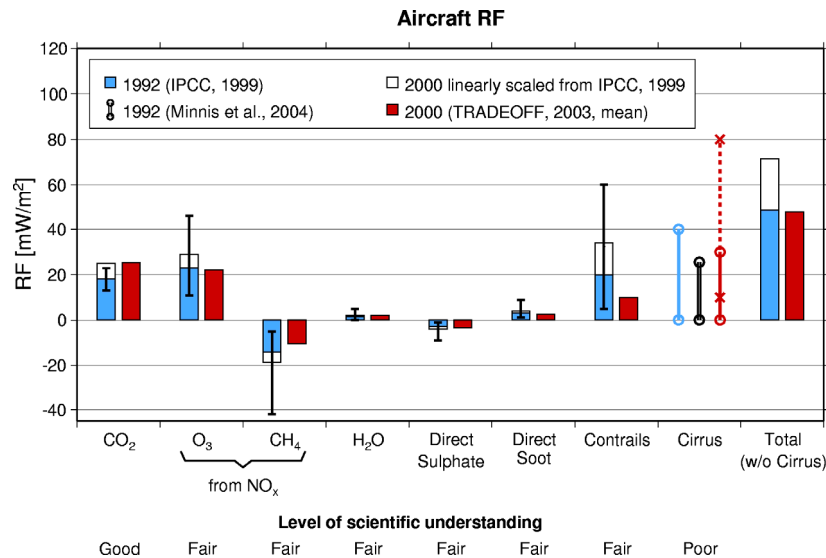 Aircraft RF
1992 (IPCC, 1999)
2000 linearly scaled from IPCC, 1999
1992 (Minnis et al., 2004)
2000 (TRADEOFF, 2003, mean)
RF [mW/m²]
120
100
80
60
40
20
0
-20
-40
CO₂
O₃
CH₄
H₂O
Direct
Sulphate
Direct
Soot
Contrails
Cirrus
Total
(w/o Cirrus)
from NOₓ
Level of scientific understanding
Good Fair Fair Fair Fair Fair Fair Poor